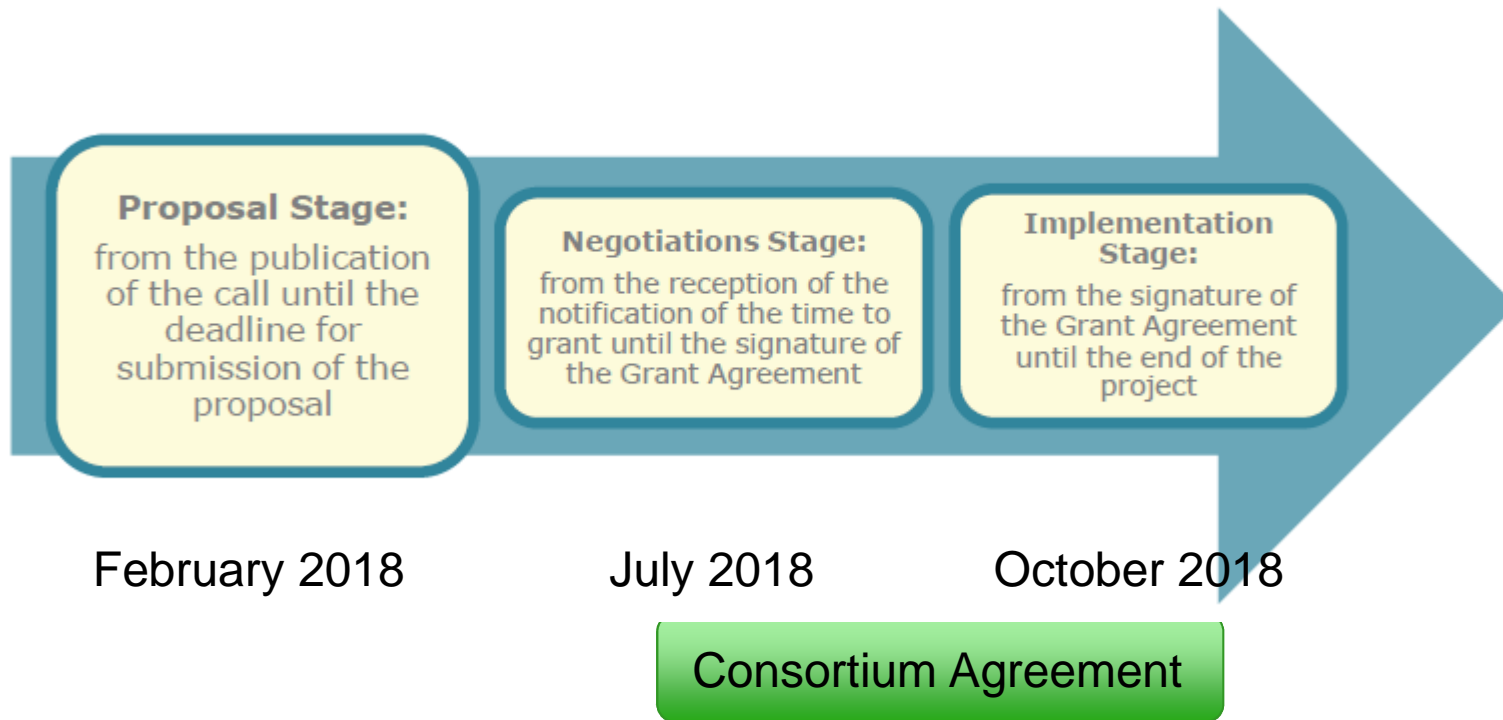 Proposal Stage:
from the publication
of the call until the
deadline for
submission of the
proposal
Negotiations Stage:
from the reception of the
notification of the time to
grant until the signature of
the Grant Agreement
Implementation
Stage:
from the signature of
the Grant Agreement
until the end of the
project
February 2018
July 2018
October 2018
Consortium Agreement